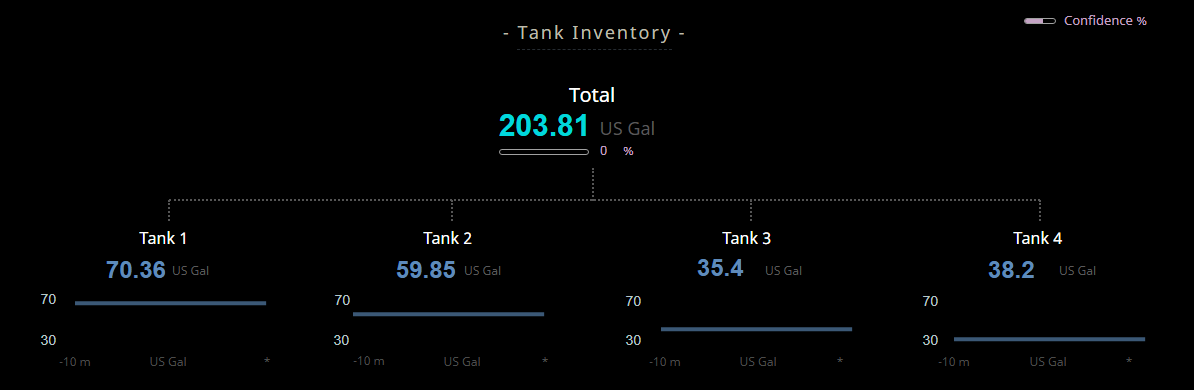 - Tank Inventory -
Confidence %
Total
203.81 US Gal
0 %
Tank 1
70.36 US Gal
70
30
-10 m US Gal *
Tank 2
59.85 US Gal
70
30
-10 m US Gal *
Tank 3
35.4 US Gal
70
30
-10 m US Gal *
Tank 4
38.2 US Gal
70
30
-10 m US Gal *